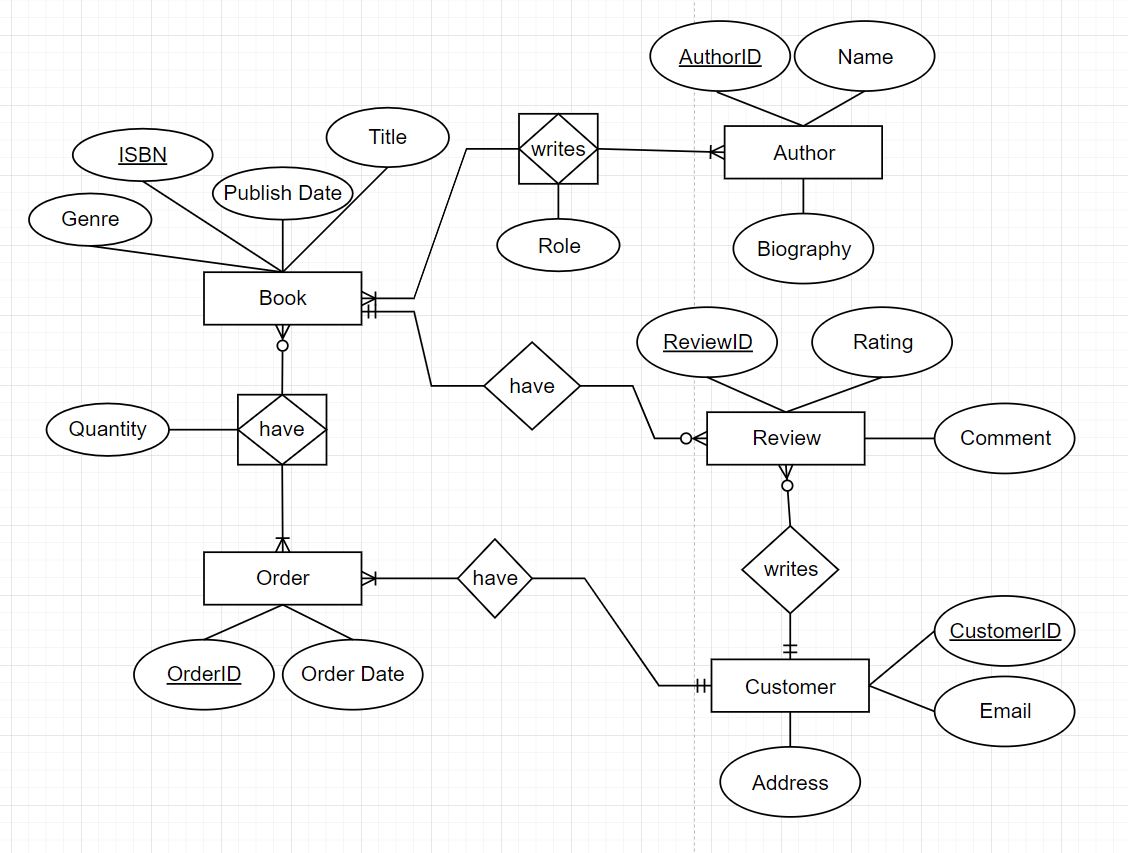 AuthorID
Name
Title
ISBN
writes
Author
Publish Date
Genre
Role
Biography
Book
ReviewID
Rating
have
Quantity
have
Review
Comment
writes
Order
have
CustomerID
OrderID
Order Date
Customer
Email
Address